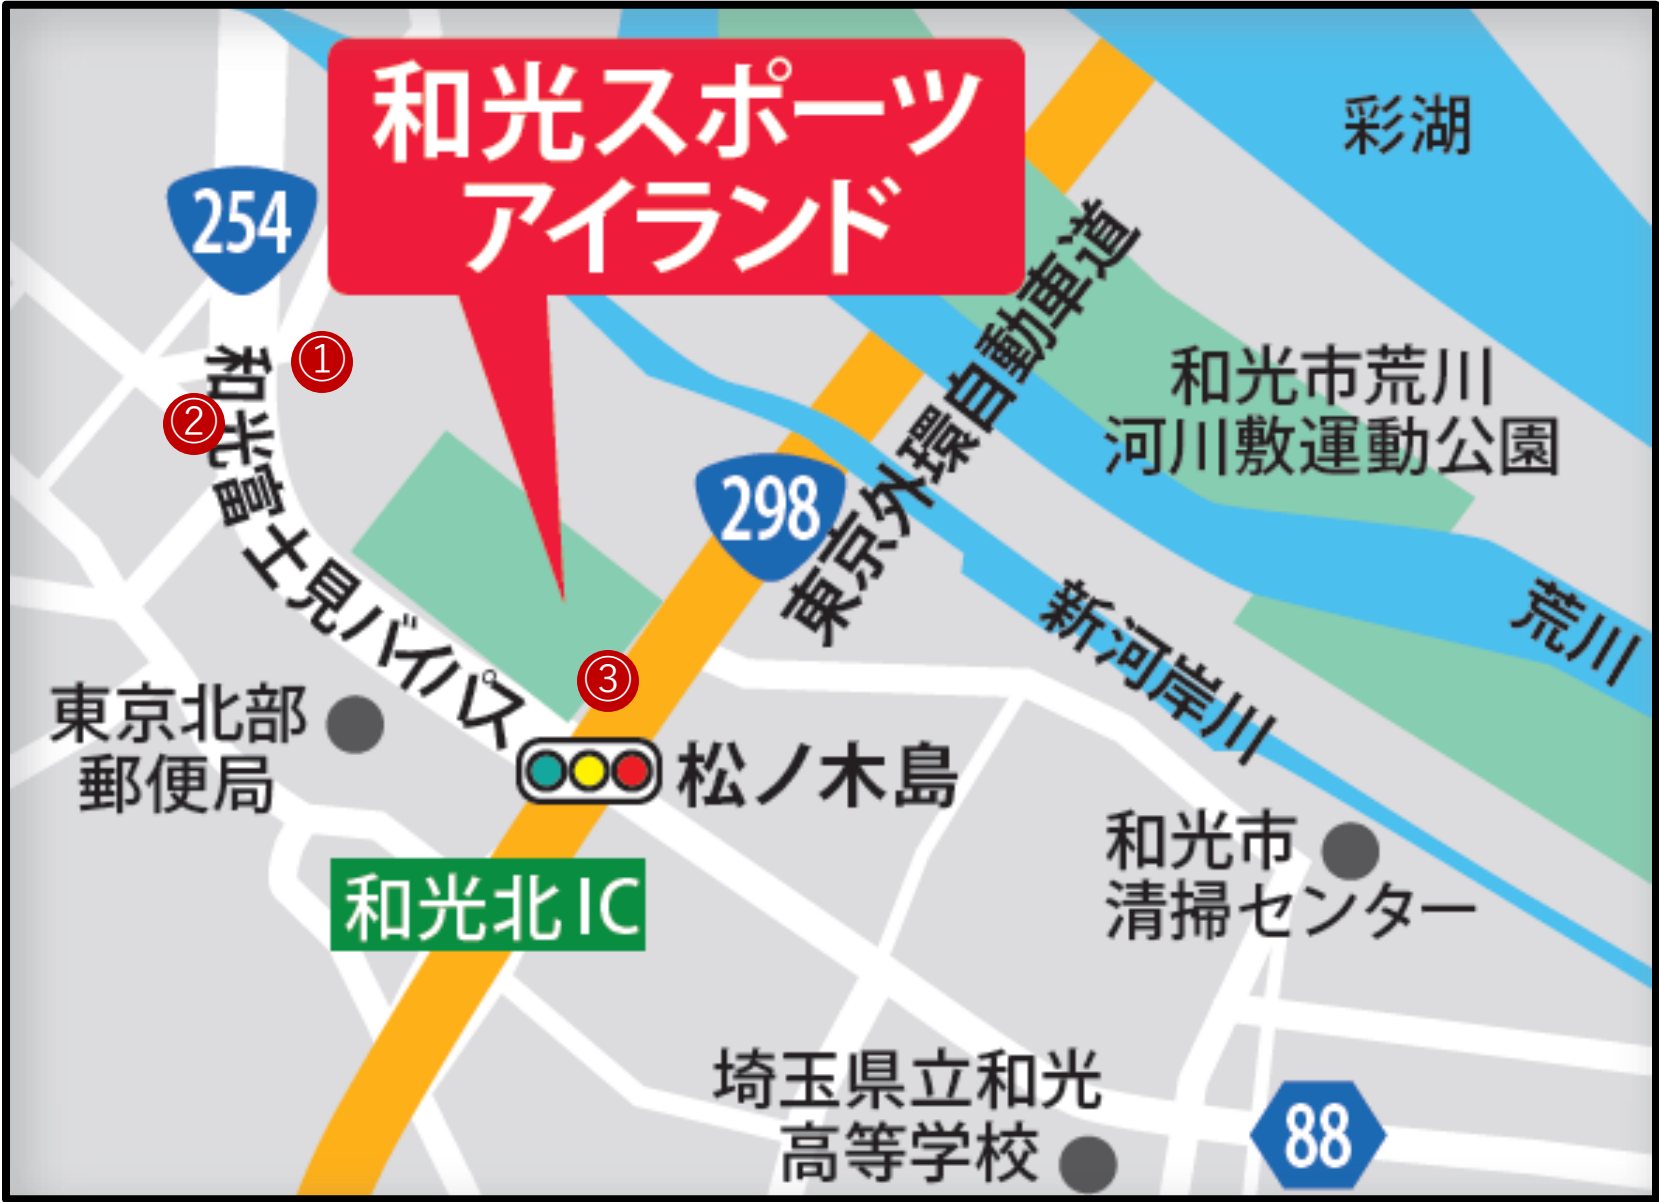 和光スポーツ
アイランド
彩湖
254
東京外環自動車道
①
和光市荒川
河川敷運動公園
和光富士見バイパス
②
298
荒川
新河岸川
③
東京北部
郵便局
松ノ木島
和光市
清掃センター
和光北IC
埼玉県立和光
高等学校
88